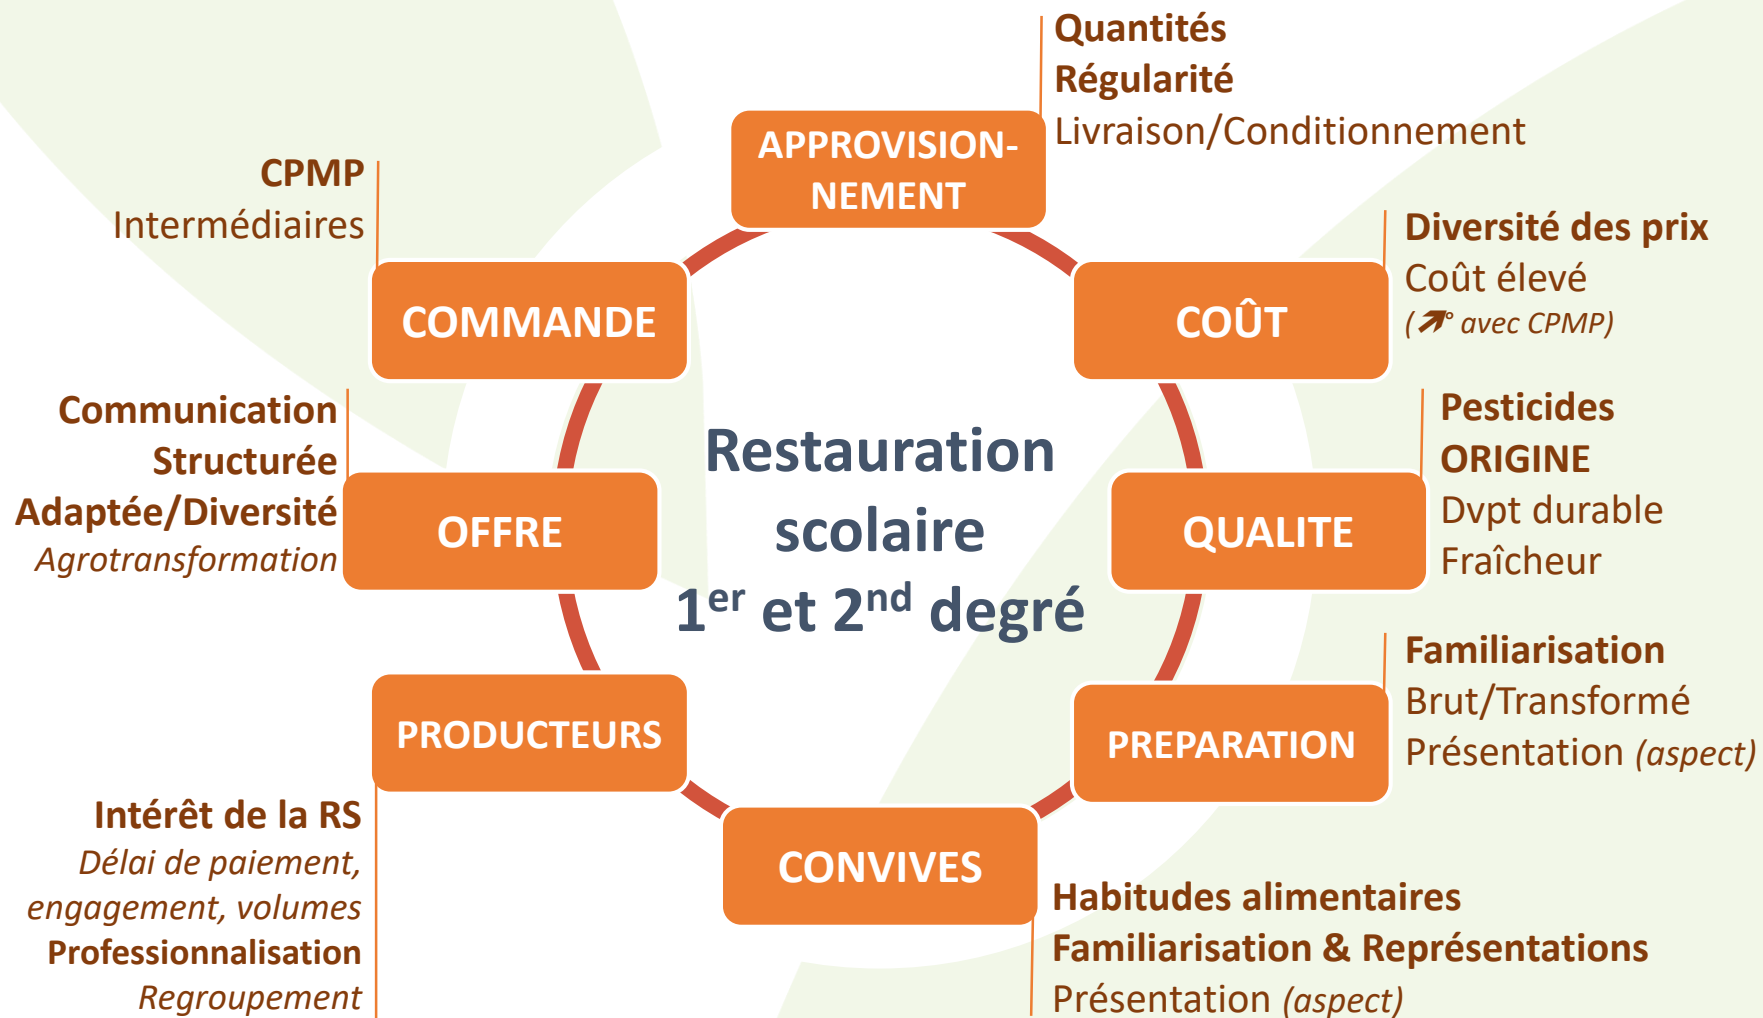 Quantités
Régularité
Livraison/Conditionnement
APPROVISION-
NEMENT
CPMP
Intermédiaires
COMMANDE
Diversité des prix
Coût élevé
(↗° avec CPMP)
COÛT
Communication
Structurée
Adaptée/Diversité
Agrotransformation
OFFRE
Restauration
scolaire
1er et 2nd degré
Pesticides
ORIGINE
Dvpt durable
Fraîcheur
QUALITE
PRODUCTEURS
Intérêt de la RS
Délai de paiement,
engagement, volumes
Professionnalisation
Regroupement
Familiarisation
Brut/Transformé
Présentation (aspect)
PREPARATION
CONVIVES
Habitudes alimentaires
Familiarisation & Représentations
Présentation (aspect)